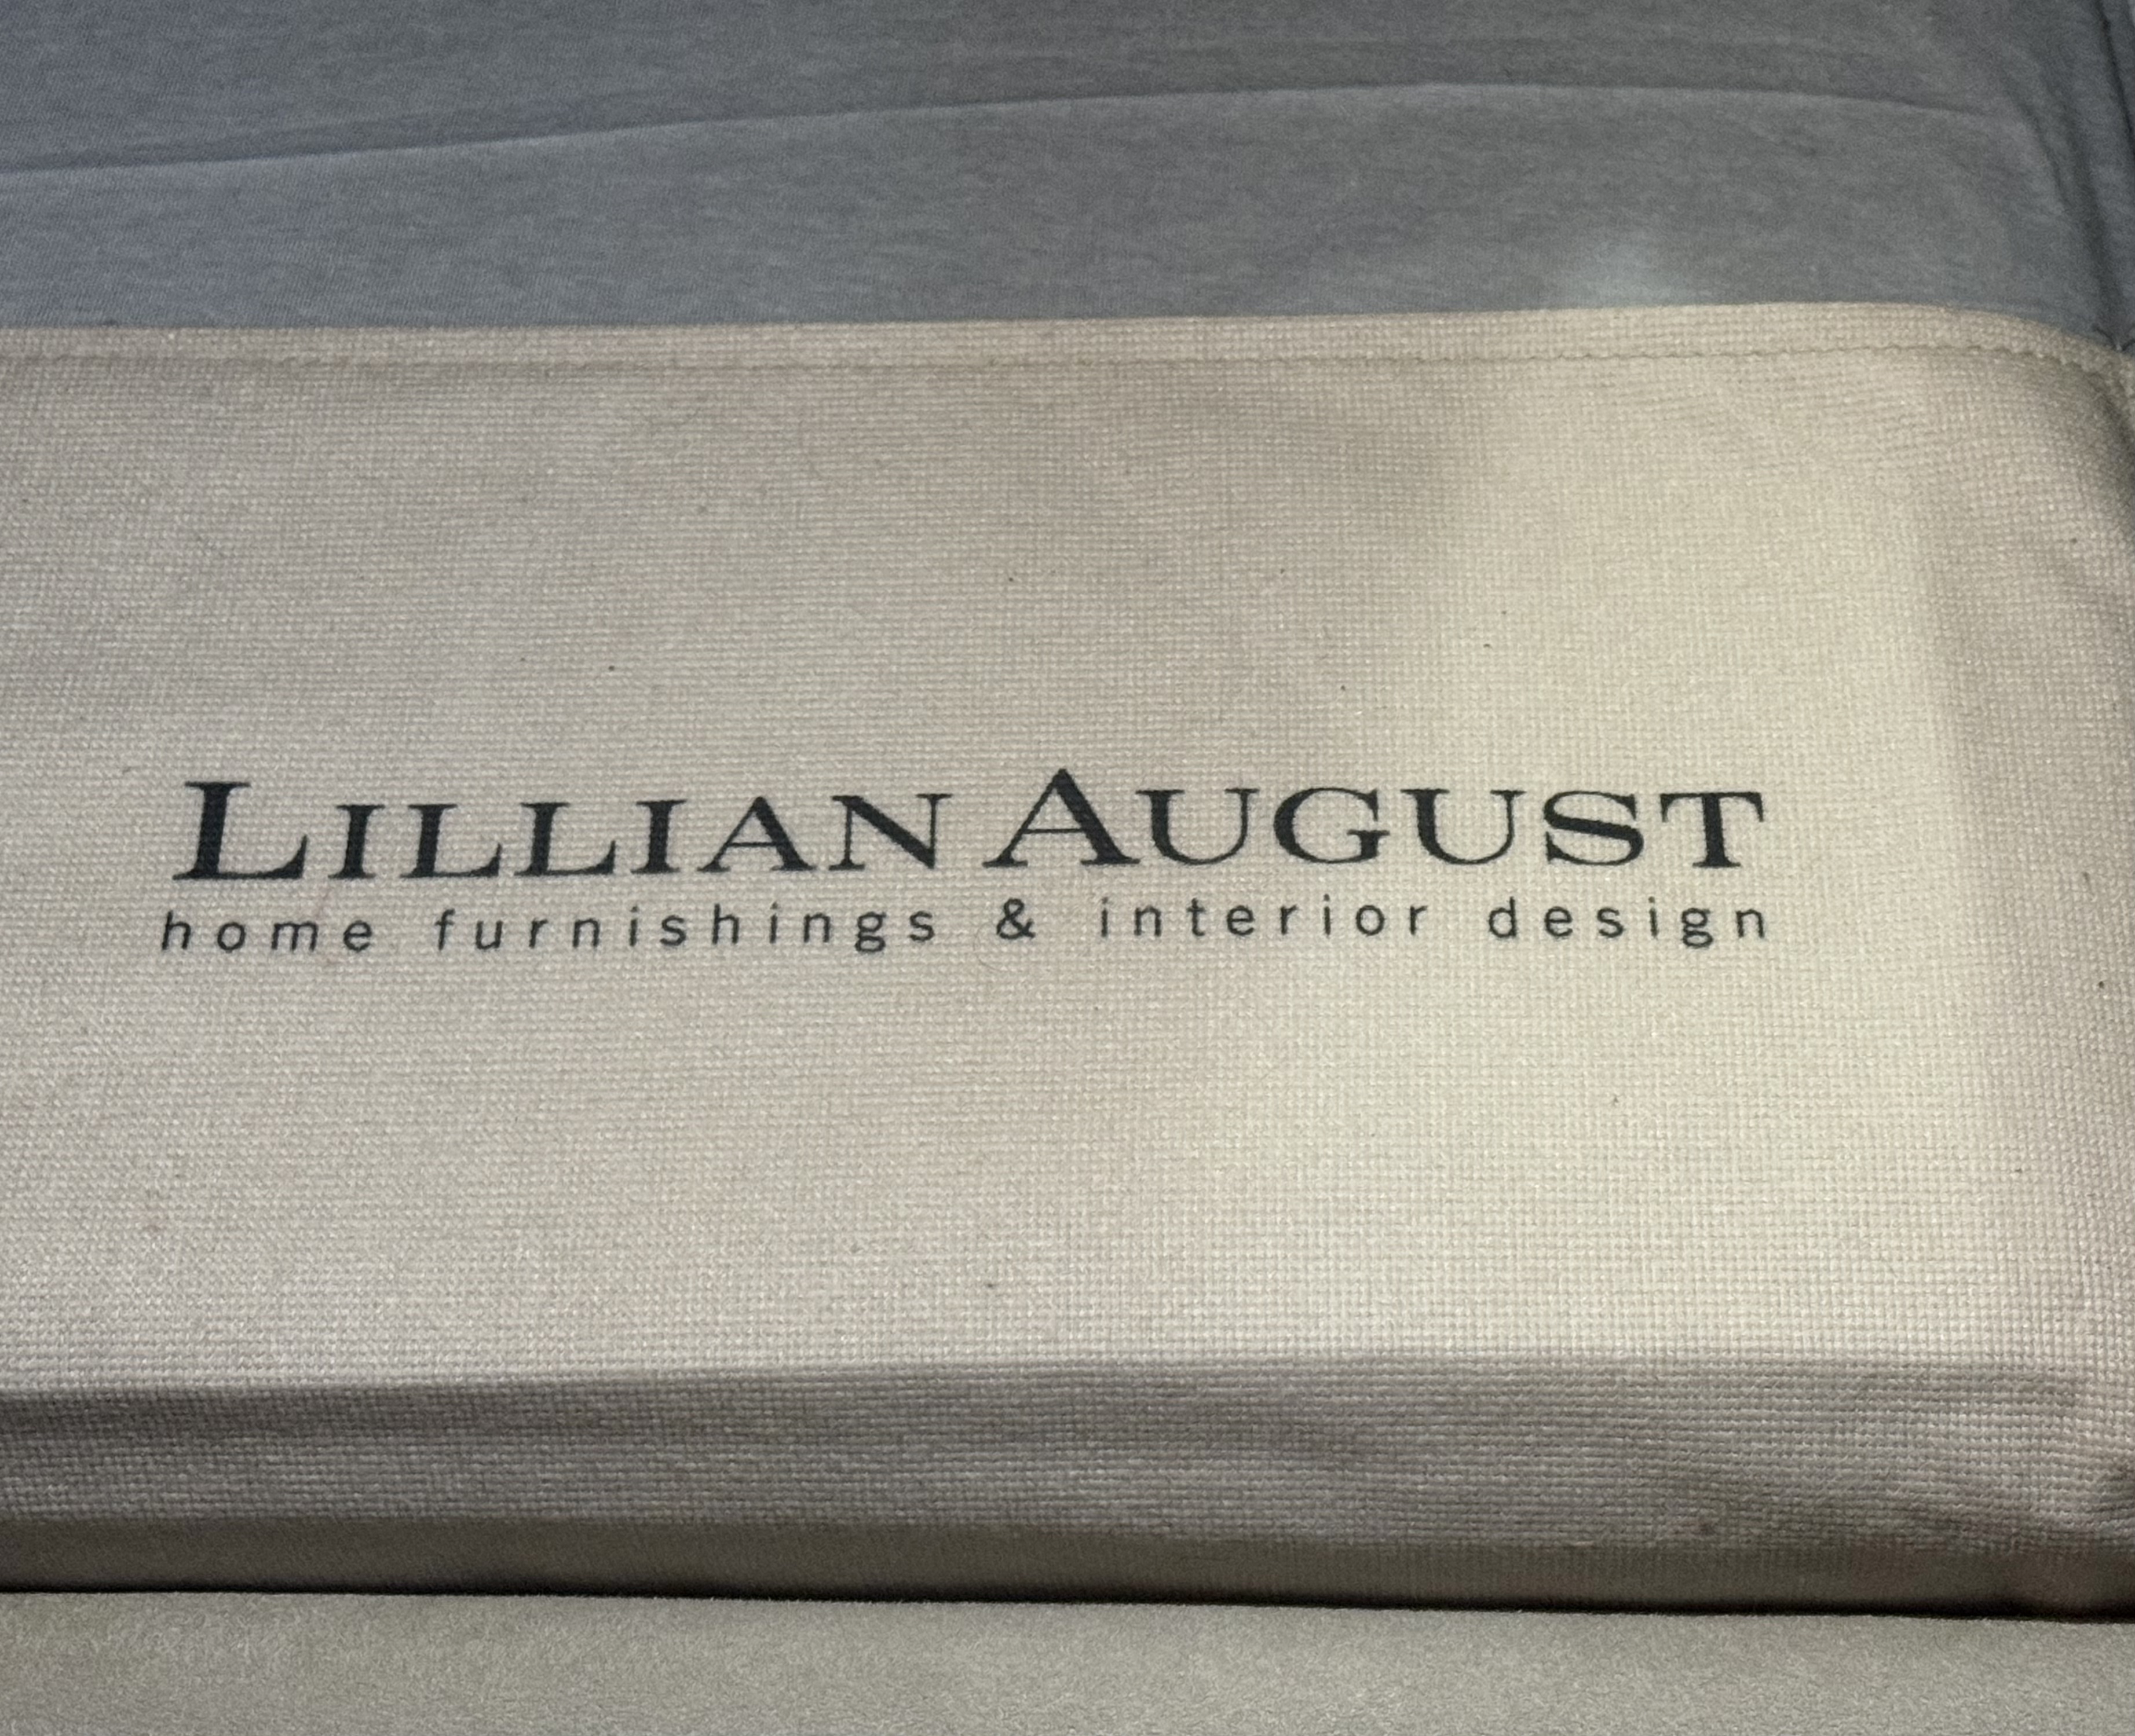 LILLIAN AUGUST
home furnishings & interior design